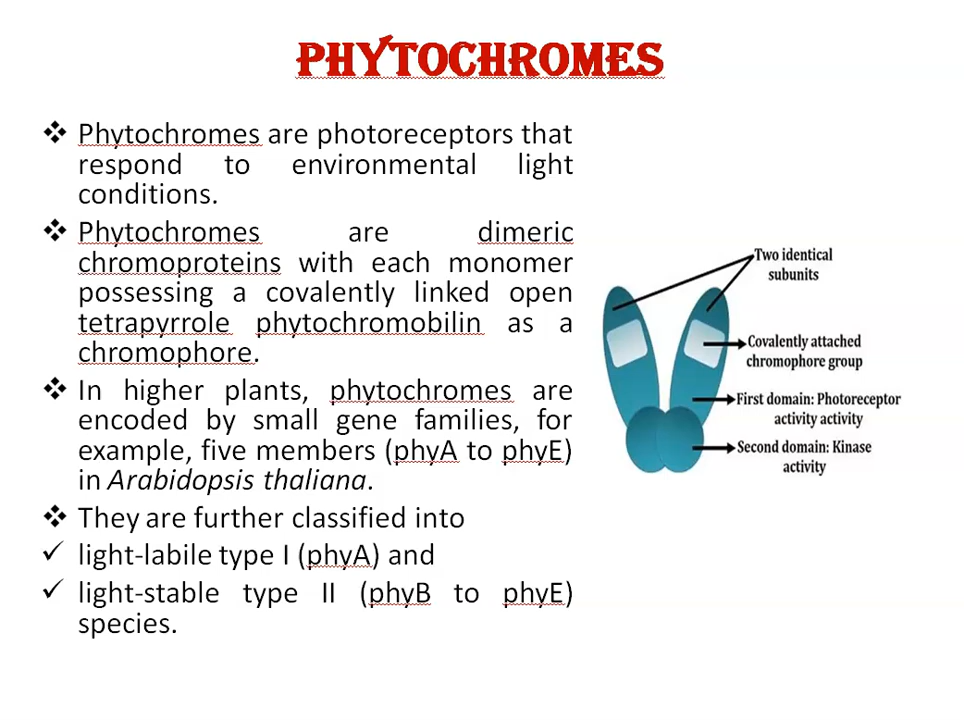 PHYTOCHROMES
❖ Phytochromes are photoreceptors that
respond to environmental light
conditions.
❖ Phytochromes are dimeric
chromoproteins with each monomer
possessing a covalently linked open
tetrapyrrole phytochromobilin as a
chromophore.
❖ In higher plants, phytochromes are
encoded by small gene families, for
example, five members (phyA to phyE)
in Arabidopsis thaliana.
❖ They are further classified into
✓ light-labile type I (phyA) and
✓ light-stable type II (phyB to phyE)
species.
Two identical
subunits
Covalently attached
chromophore group
First domain: Photoreceptor
activity activity
Second domain: Kinase
activity